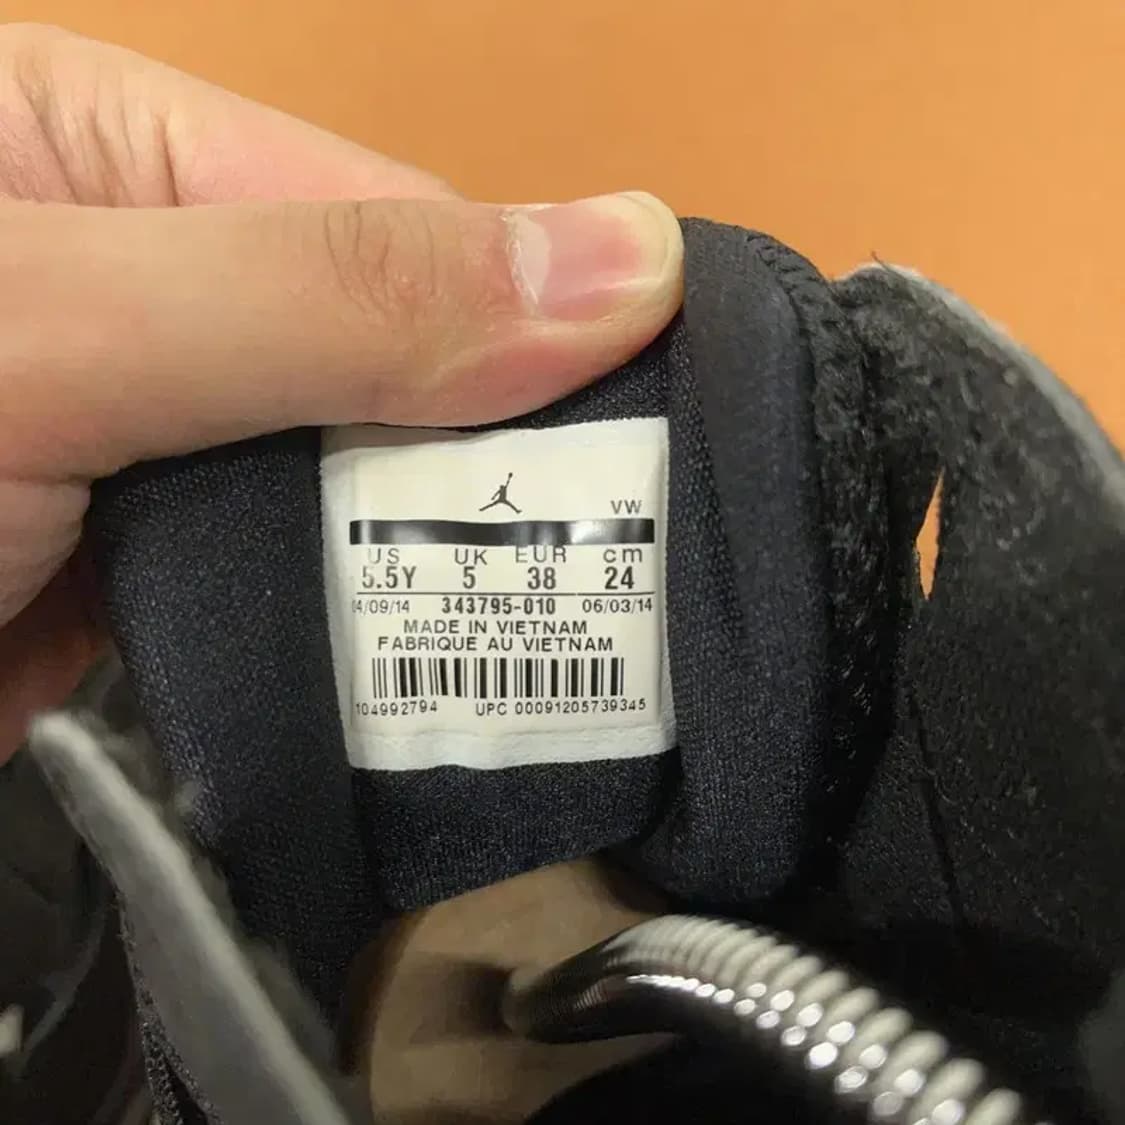 VW
US UK EUR cm
5.5Y 5 38 24
04/09/14 343795-010 06/03/14
MADE IN VIETNAM
FABRIQUE AU VIETNAM
104992794 UPC 00091205739345